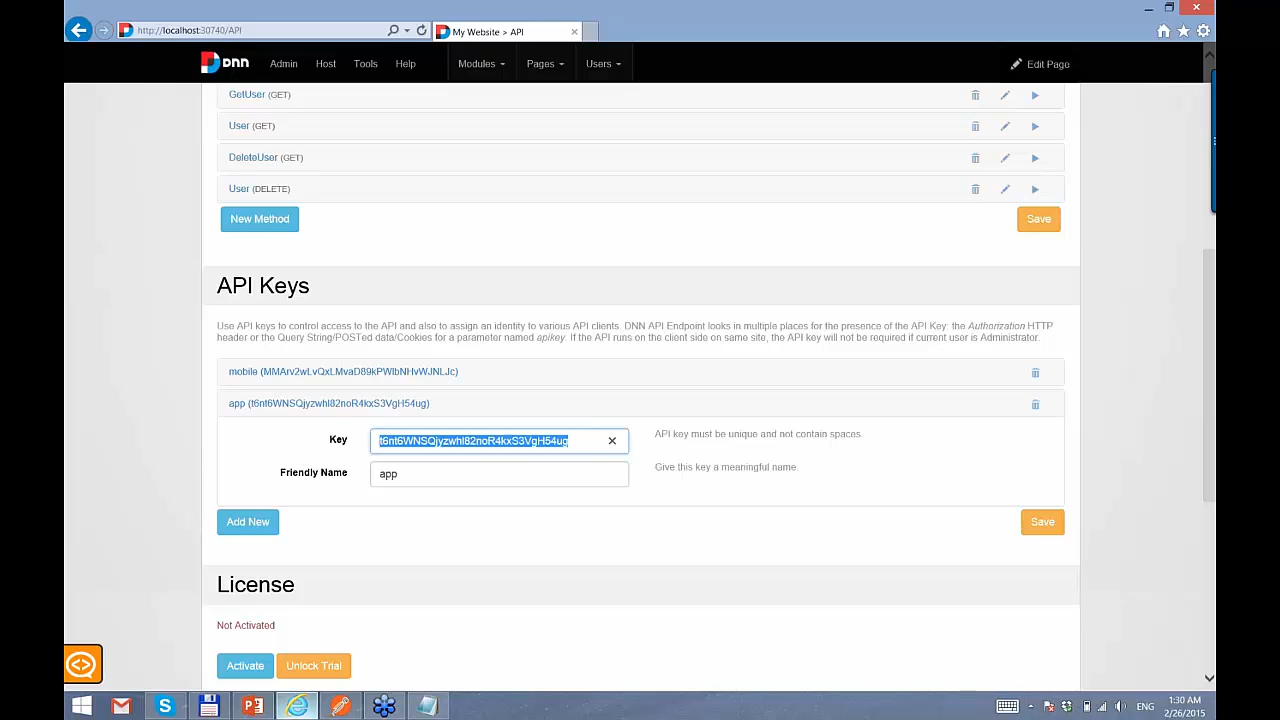 http://localhost:30740/API
My Website > API
DNN
Admin
Host
Tools
Help
Modules
Pages
Users
Edit Page
GetUser (GET)
User (GET)
DeleteUser (GET)
User (DELETE)
New Method
Save
API Keys
Use API keys to control access to the API and also to assign an identity to various API clients. DNN API Endpoint looks in multiple places for the presence of the API Key: the Authorization HTTP
header or the Query String/POSTed data/Cookies for a parameter named apikey. If the API runs on the client side on same site, the API key will not be required if current user is Administrator.
mobile (MMArv2wLvQxLMvaD89kPWIbNHvWJNLJc)
app (t6nt6WNSQjyzwhI82noR4kxS3VgH54ug)
Key
t6nt6WNSQjyzwhI82noR4kxS3VgH54ug
API key must be unique and not contain spaces.
Friendly Name
app
Give this key a meaningful name.
Add New
Save
License
Not Activated
Activate
Unlock Trial
ENG
1:30 AM
2/26/2015